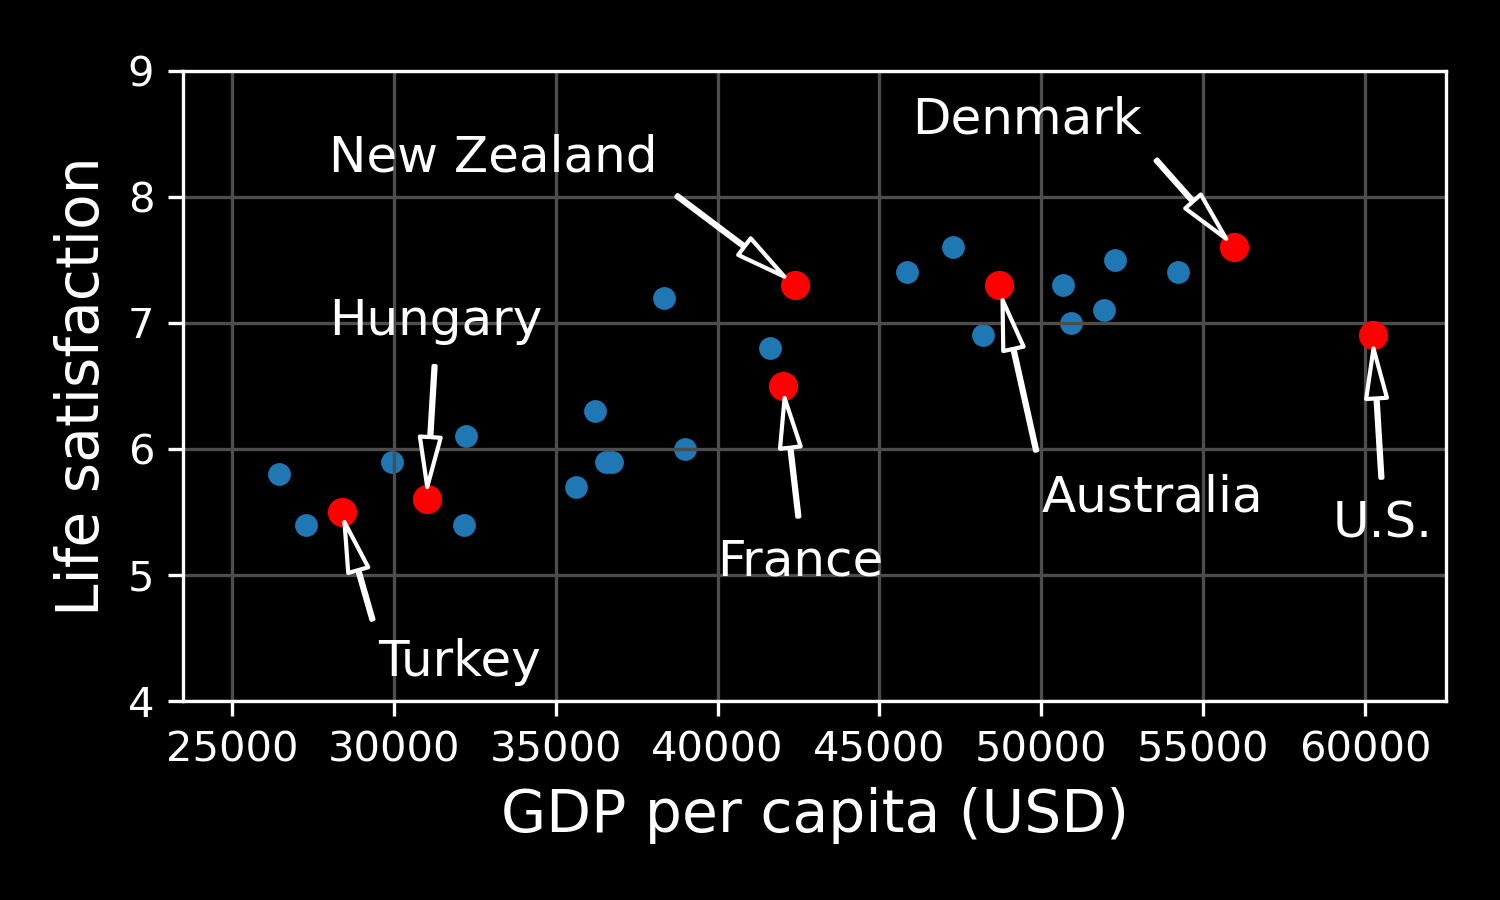 9
Denmark
New Zealand
8
Hungary
7
6
Australia
U.S.
France
5
Turkey
4
25000 30000 35000 40000 45000 50000 55000 60000
GDP per capita (USD)
Life satisfaction